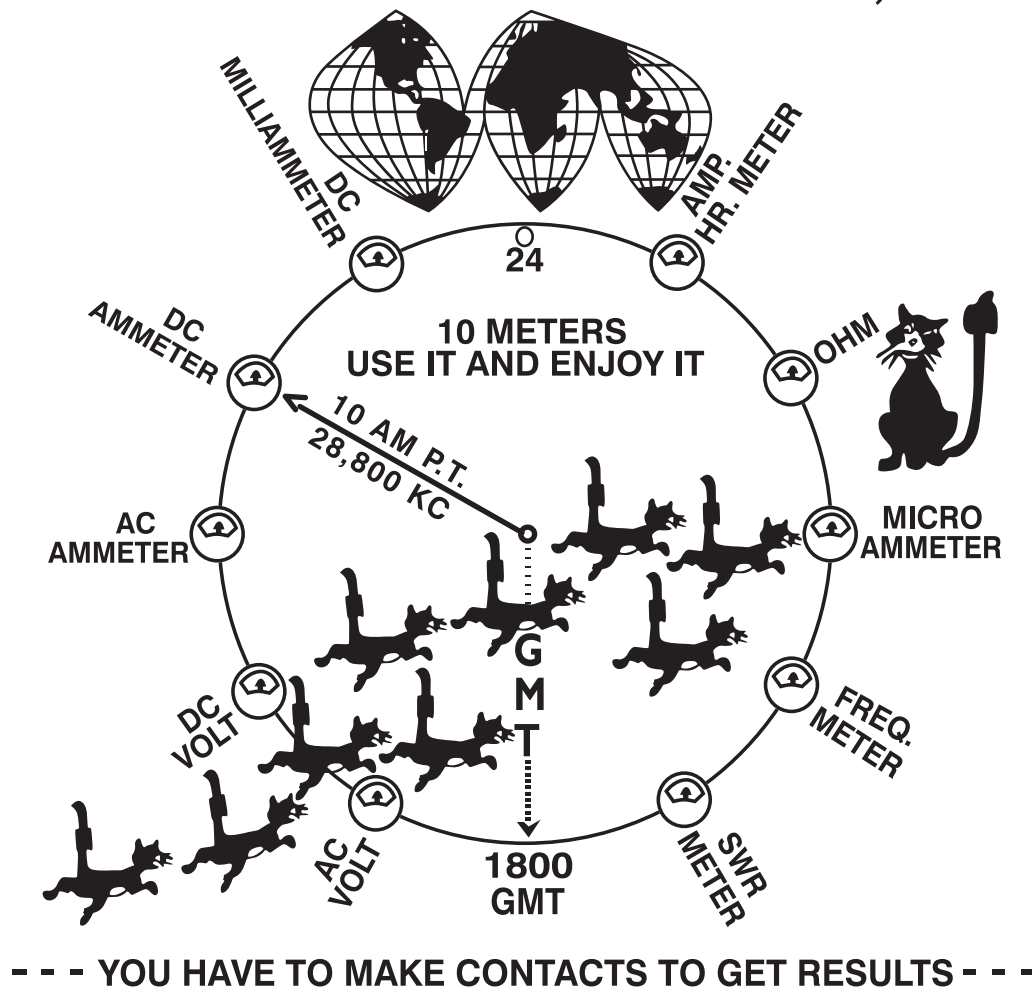 DC
MILLIAMMETER
AMP.
HR. METER
24
10 METERS
USE IT AND ENJOY IT
DC
AMMETER
OHM
10 AM P.T.
28,800 KC
AC
AMMETER
MICRO
AMMETER
GMT
DC
VOLT
FREQ.
METER
AC
VOLT
SWR
METER
1800
GMT
- - - YOU HAVE TO MAKE CONTACTS TO GET RESULTS - - -